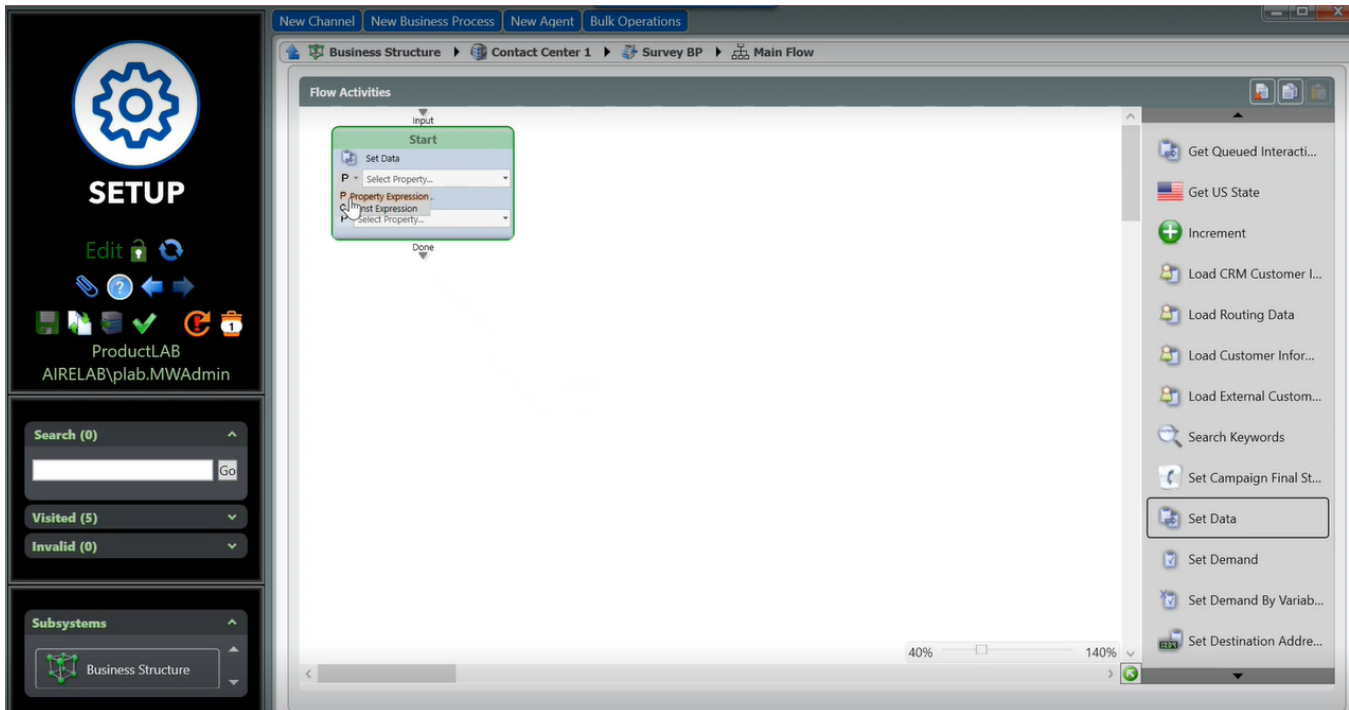 New Channel
New Business Process
New Agent
Bulk Operations
Business Structure
Contact Center 1
Survey BP
Main Flow
SETUP
Edit
1
ProductLAB
AIRELAB\plab.MWAdmin
Search (0)
Go
Visited (5)
Invalid (0)
Subsystems
Business Structure
Flow Activities
Input
Start
Set Data
P
Select Property...
P Property Expression
C nst Expression
P
Select Property...
Done
40%
140%
Get Queued Interacti...
Get US State
Increment
Load CRM Customer I...
Load Routing Data
Load Customer Infor...
Load External Custom...
Search Keywords
Set Campaign Final St...
Set Data
Set Demand
Set Demand By Variab...
Set Destination Addre...